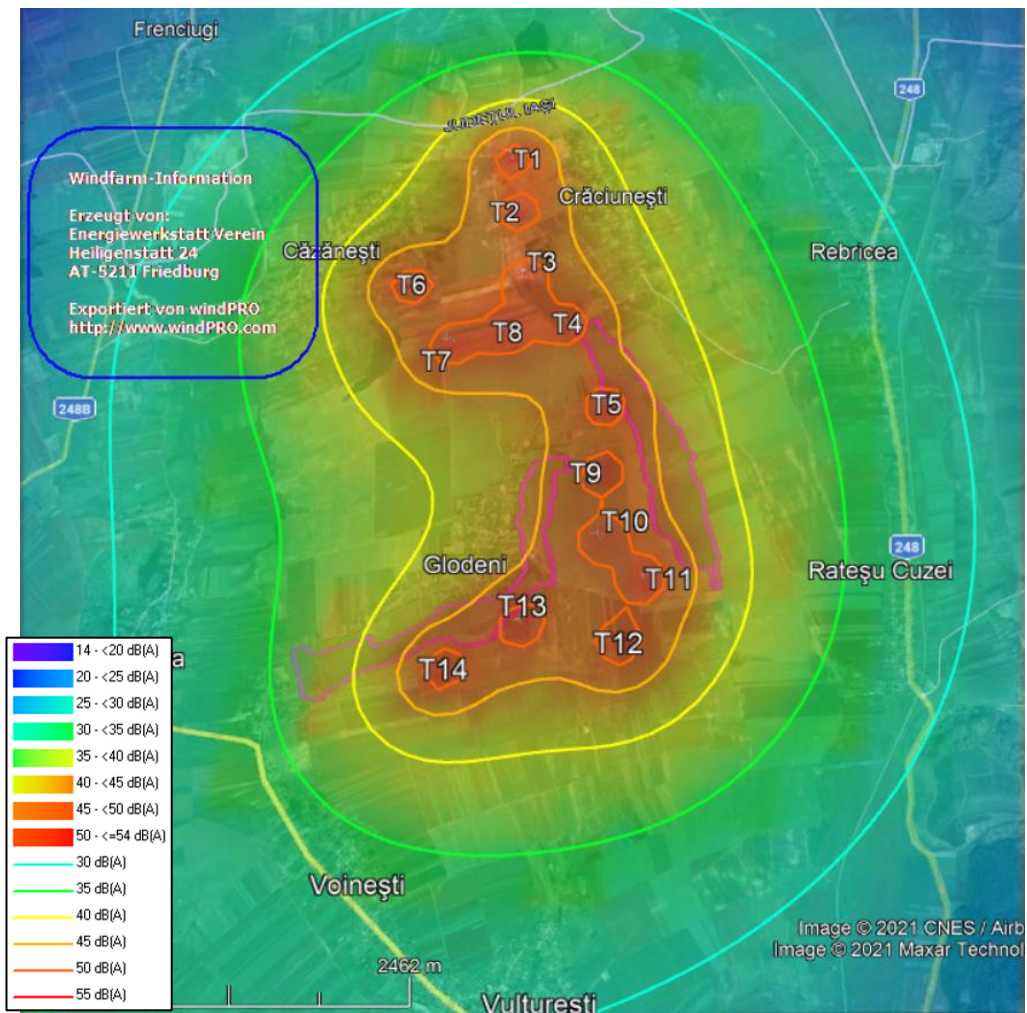 Frenciugi
248
JUDEȚUL IAȘI
Windfarm-Information
Erzeugt von:
Energiewerkstatt Verein
Heiligenstatt 24
AT-5211 Friedburg
Exportiert von windPRO
http://www.windPRO.com
T1
Crăciunești
T2
Căzănești
Rebricea
T3
T6
T4
T8
T7
T5
248B
T9
T10
248
Glodeni
Rateșu Cuzei
T11
T13
T12
T14
a
14 - <20 dB(A)
20 - <25 dB(A)
25 - <30 dB(A)
30 - <35 dB(A)
35 - <40 dB(A)
40 - <45 dB(A)
45 - <50 dB(A)
50 - <=54 dB(A)
30 dB(A)
35 dB(A)
40 dB(A)
45 dB(A)
50 dB(A)
55 dB(A)
Voinești
Image © 2021 CNES / Airb
Image © 2021 Maxar Technol
2462 m
Vulturești